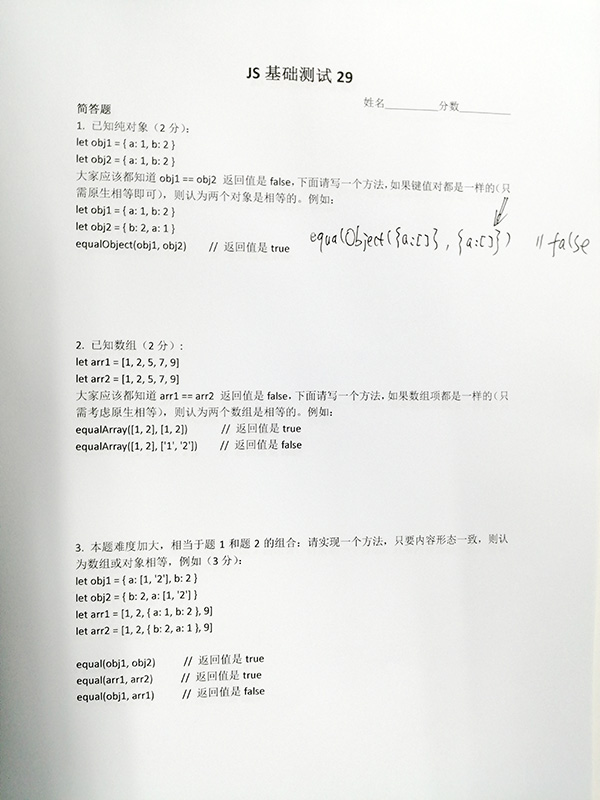 JS 基础测试 29
姓名__________分数__________
简答题
1. 已知纯对象（2 分）：
let obj1 = { a: 1, b: 2 }
let obj2 = { a: 1, b: 2 }
大家应该都知道 obj1 == obj2 返回值是 false，下面请写一个方法，如果键值对都是一样的（只
需原生相等即可），则认为两个对象是相等的。例如：
let obj1 = { a: 1, b: 2 }
let obj2 = { b: 2, a: 1 }
equalObject(obj1, obj2) // 返回值是 true
equalObject({a:[]}, {a:[]}) // false
2. 已知数组（2 分）：
let arr1 = [1, 2, 5, 7, 9]
let arr2 = [1, 2, 5, 7, 9]
大家应该都知道 arr1 == arr2 返回值是 false，下面请写一个方法，如果数组项都是一样的（只
需考虑原生相等），则认为两个数组是相等的。例如：
equalArray([1, 2], [1, 2]) // 返回值是 true
equalArray([1, 2], ['1', '2']) // 返回值是 false
3. 本题难度加大，相当于题 1 和题 2 的组合：请实现一个方法，只要内容形态一致，则认
为数组或对象相等，例如（3 分）：
let obj1 = { a: [1, '2'], b: 2 }
let obj2 = { b: 2, a: [1, '2'] }
let arr1 = [1, 2, { a: 1, b: 2 }, 9]
let arr2 = [1, 2, { b: 2, a: 1 }, 9]
equal(obj1, obj2) // 返回值是 true
equal(arr1, arr2) // 返回值是 true
equal(obj1, arr1) // 返回值是 false